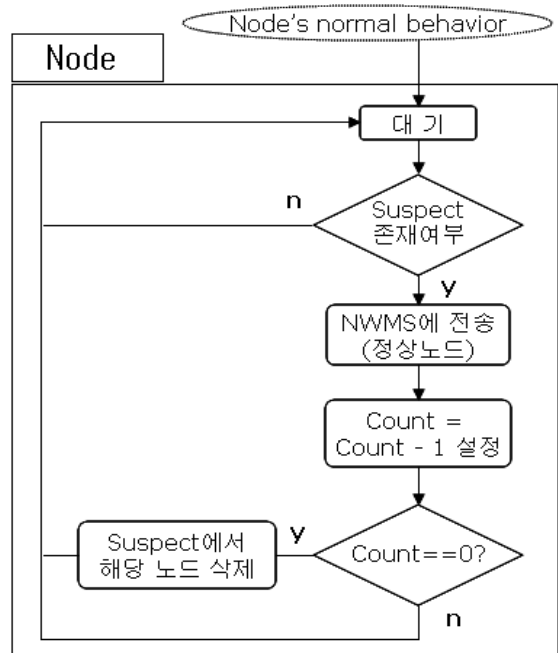 Node's normal behavior
Node
대 기
n
Suspect
존재여부
y
NWMS에 전송
(정상노드)
Count =
Count - 1 설정
Suspect에서
해당 노드 삭제
y
Count==0?
n